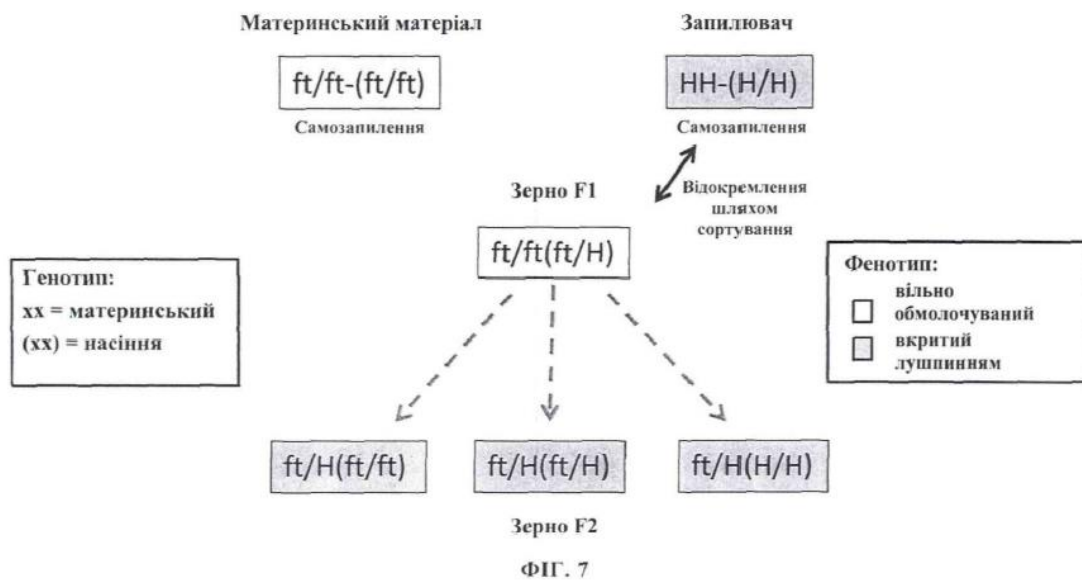 Материнський матеріал
Запилювач
ft/ft-(ft/ft)
HH-(H/H)
Самозапилення
Самозапилення
Відокремлення
шляхом
сортування
Зерно F1
ft/ft(ft/H)
Генотип:
xx = материнський
(xx) = насіння
Фенотип:
вільно
обмолочуваний
вкритий
лушпинням
ft/H(ft/ft)
ft/H(ft/H)
ft/H(H/H)
Зерно F2
ФІГ. 7